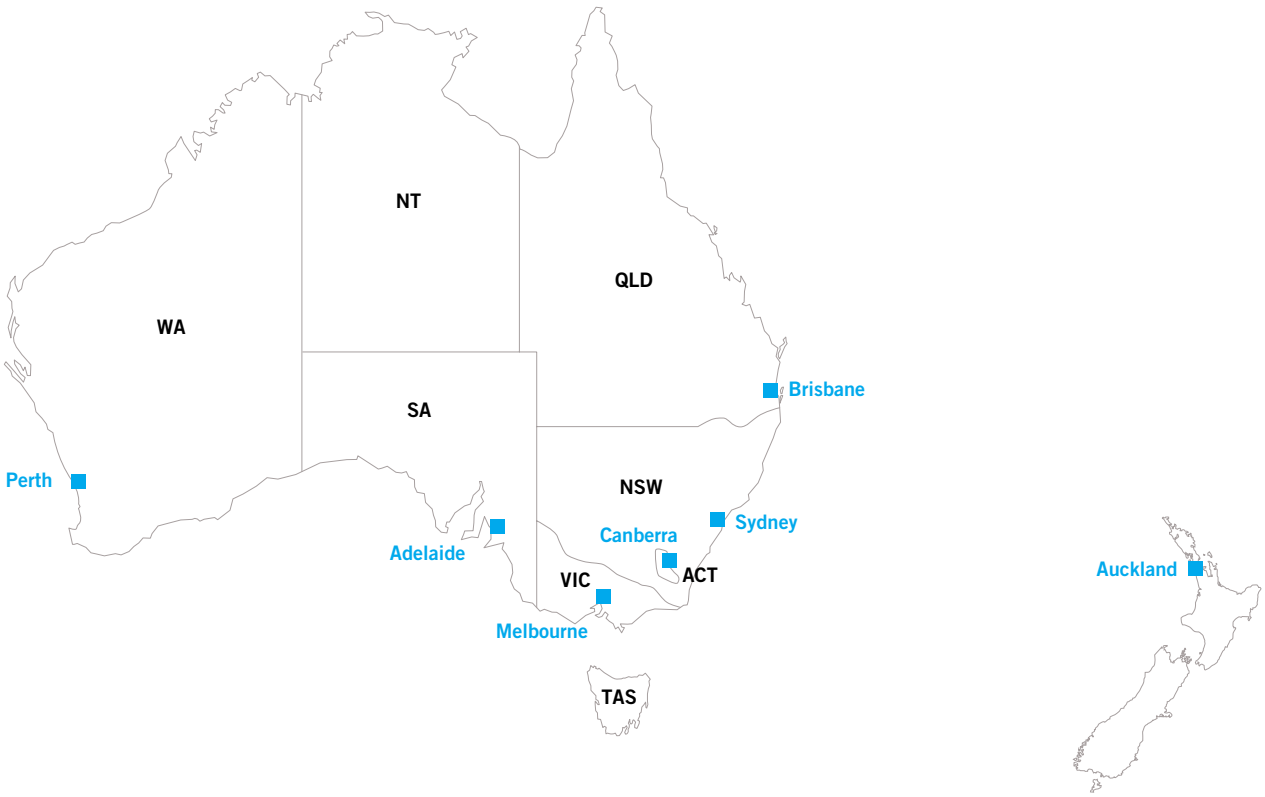 NT
QLD
WA
Brisbane
SA
Perth
NSW
Sydney
Canberra
Adelaide
Auckland
ACT
VIC
Melbourne
TAS